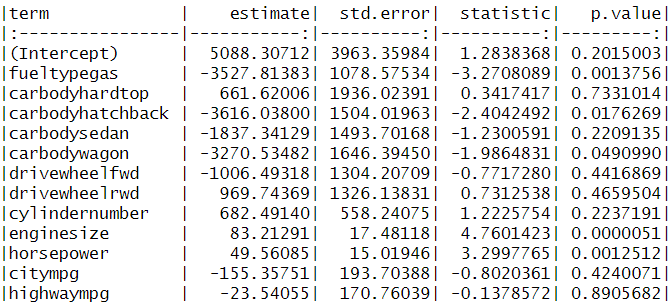 |term             |    estimate|  std.error|  statistic|   p.value|
|:----------------|-----------:|----------:|----------:|---------:|
|(Intercept)      |  5088.30712| 3963.35984|  1.2838368| 0.2015003|
|fueltypegas      | -3527.81383| 1078.57534| -3.2708089| 0.0013756|
|carbodyhardtop   |   661.62006| 1936.02391|  0.3417417| 0.7331014|
|carbodyhatchback | -3616.03800| 1504.01963| -2.4042492| 0.0176269|
|carbodysedan     | -1837.34129| 1493.70168| -1.2300591| 0.2209135|
|carbodywagon     | -3270.53482| 1646.39450| -1.9864831| 0.0490990|
|drivewheelfwd    | -1006.49318| 1304.20709| -0.7717280| 0.4416869|
|drivewheelrwd    |   969.74369| 1326.13831|  0.7312538| 0.4659504|
|cylindernumber   |   682.49140|  558.24075|  1.2225754| 0.2237191|
|enginesize       |    83.21291|   17.48118|  4.7601423| 0.0000051|
|horsepower       |    49.56085|   15.01946|  3.2997765| 0.0012512|
|citympg          |  -155.35751|  193.70388| -0.8020361| 0.4240071|
|highwaympg       |   -23.54055|  170.76039| -0.1378572| 0.8905682|